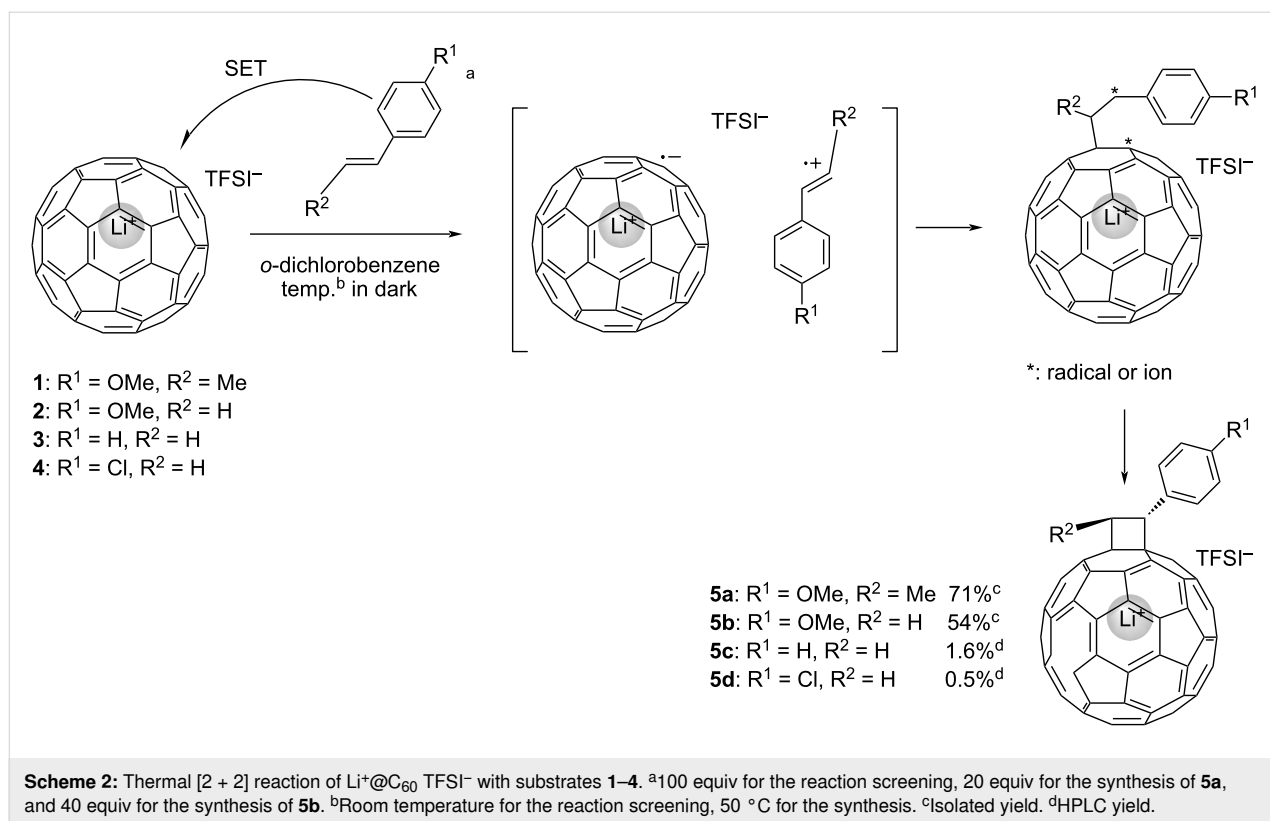 SET
R¹
a
R²
Li⁺
TFSI⁻
o-dichlorobenzene
temp.ᵇ in dark
1: R¹ = OMe, R² = Me
2: R¹ = OMe, R² = H
3: R¹ = H, R² = H
4: R¹ = Cl, R² = H
TFSI⁻
R²
•−
•+
Li⁺
R¹
R²
*
R¹
*
TFSI⁻
Li⁺
*: radical or ion
R¹
R²
TFSI⁻
Li⁺
5a: R¹ = OMe, R² = Me 71%ᶜ
5b: R¹ = OMe, R² = H 54%ᶜ
5c: R¹ = H, R² = H 1.6%ᵈ
5d: R¹ = Cl, R² = H 0.5%ᵈ
Scheme 2: Thermal [2 + 2] reaction of Li⁺@C₆₀ TFSI⁻ with substrates 1–4. ᵃ100 equiv for the reaction screening, 20 equiv for the synthesis of 5a,
and 40 equiv for the synthesis of 5b. ᵇRoom temperature for the reaction screening, 50 °C for the synthesis. ᶜIsolated yield. ᵈHPLC yield.